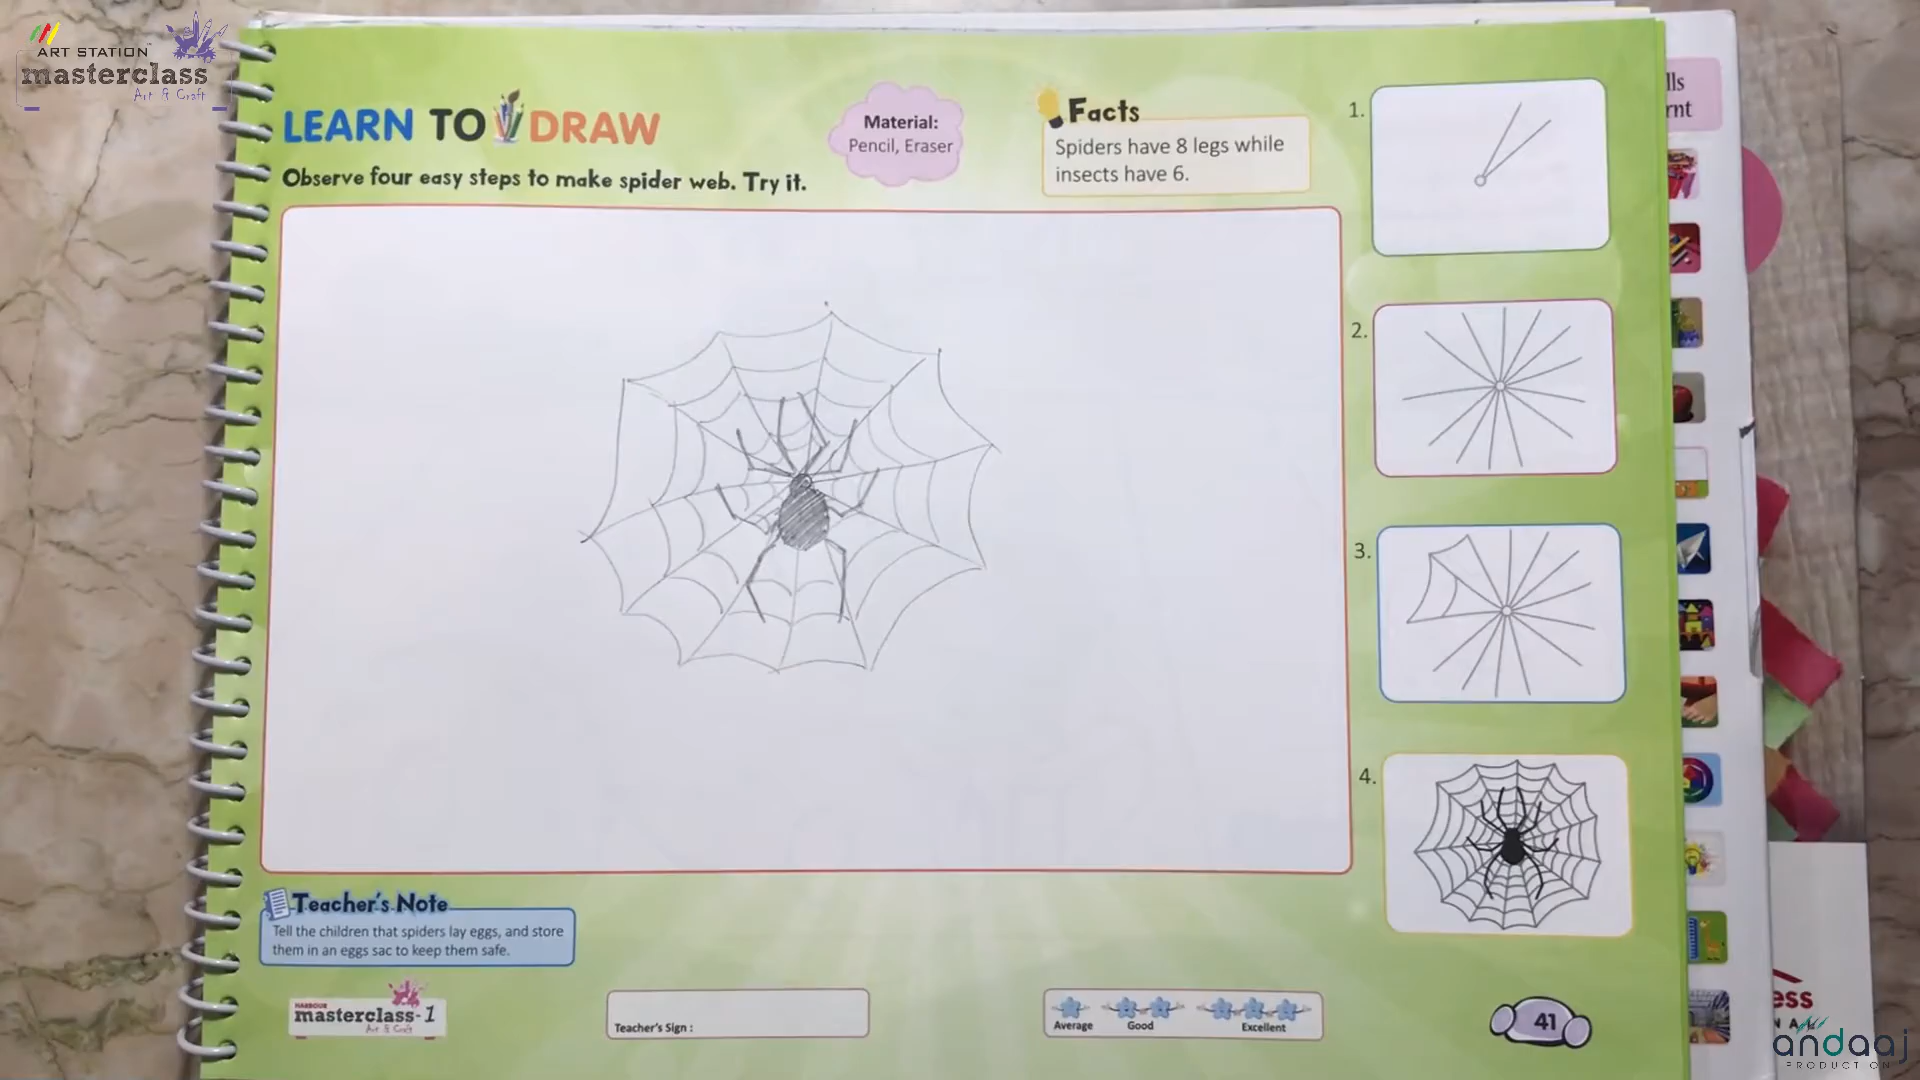 ART STATION
masterclass
Art & Craft
LEARN TO DRAW
Observe four easy steps to make spider web. Try it.
Material:
Pencil, Eraser
Facts
Spiders have 8 legs while
insects have 6.
1.
2.
3.
4.
Teacher's Note
Tell the children that spiders lay eggs, and store
them in an eggs sac to keep them safe.
HARBOUR
masterclass-1
Art & Craft
Teacher's Sign :
Average
Good
Excellent
41
andaaj
PRODUCTION